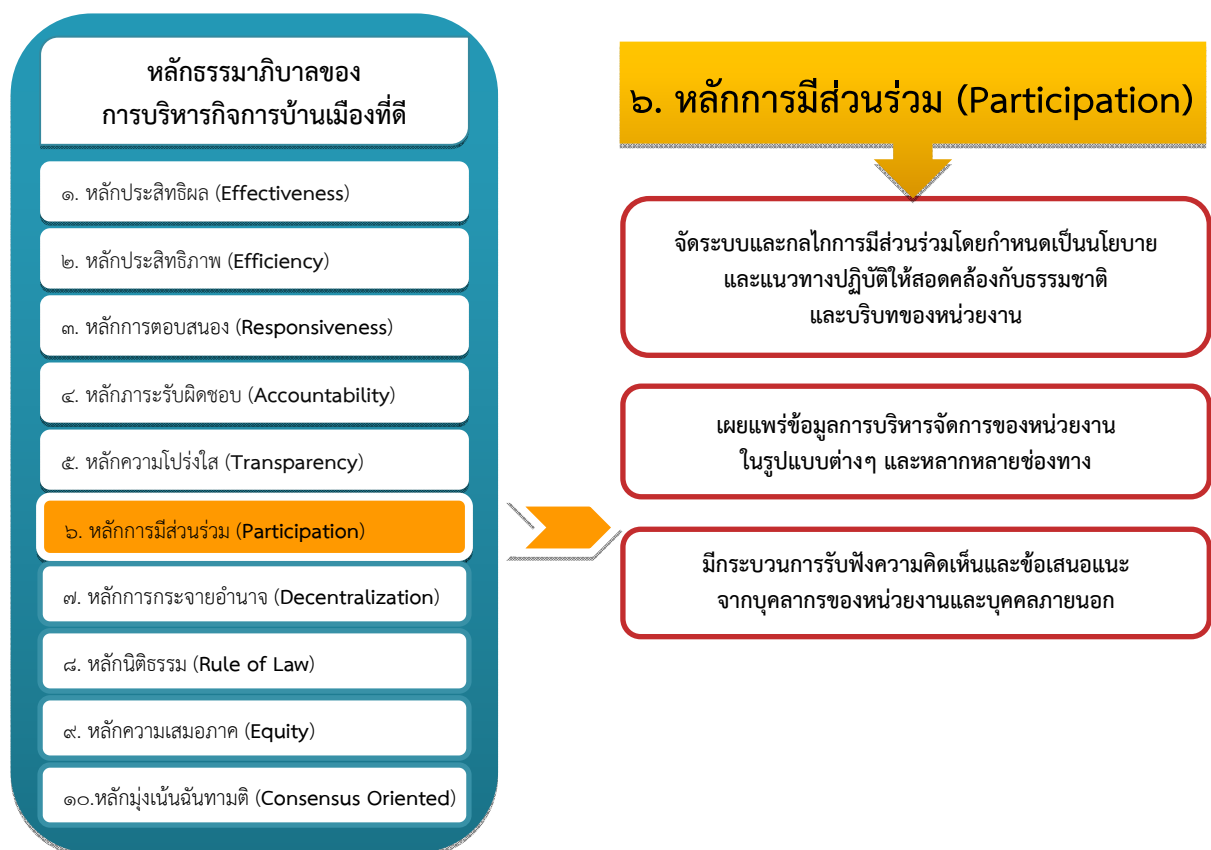 หลักธรรมาภิบาลของ
การบริหารกิจการบ้านเมืองที่ดี
๑. หลักประสิทธิผล (Effectiveness)
๒. หลักประสิทธิภาพ (Efficiency)
๓. หลักการตอบสนอง (Responsiveness)
๔. หลักภาระรับผิดชอบ (Accountability)
๕. หลักความโปร่งใส (Transparency)
๖. หลักการมีส่วนร่วม (Participation)
๗. หลักการกระจายอำนาจ (Decentralization)
๘. หลักนิติธรรม (Rule of Law)
๙. หลักความเสมอภาค (Equity)
๑๐.หลักมุ่งเน้นฉันทามติ (Consensus Oriented)
๖. หลักการมีส่วนร่วม (Participation)
จัดระบบและกลไกการมีส่วนร่วมโดยกำหนดเป็นนโยบาย
และแนวทางปฏิบัติให้สอดคล้องกับธรรมชาติ
และบริบทของหน่วยงาน
เผยแพร่ข้อมูลการบริหารจัดการของหน่วยงาน
ในรูปแบบต่างๆ และหลากหลายช่องทาง
มีกระบวนการรับฟังความคิดเห็นและข้อเสนอแนะ
จากบุคลากรของหน่วยงานและบุคคลภายนอก